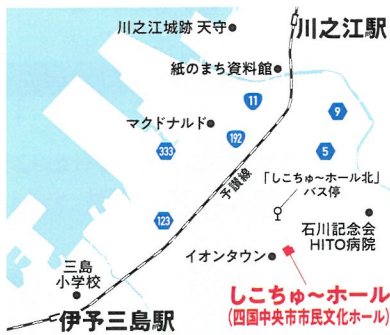 川之江城跡 天守
川之江駅
紙のまち資料館
11
9
マクドナルド
192
333
5
予讃線
「しこちゅ~ホール北」
バス停
123
石川記念会
HITO病院
イオンタウン
三島
小学校
しこちゅ~ホール
(四国中央市市民文化ホール)
伊予三島駅